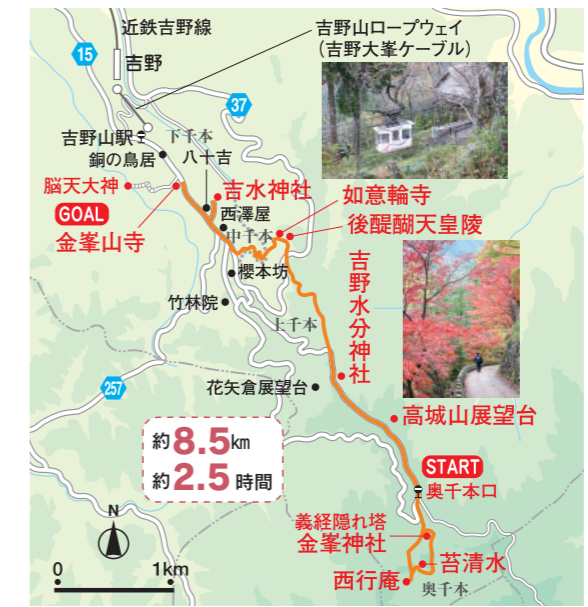 近鉄吉野線
吉野山ロープウェイ
（吉野大峯ケーブル）
15
吉野
37
吉野山駅
下千本
銅の鳥居
八十吉
脳天大神
吉水神社
如意輪寺
GOAL
西澤屋
後醍醐天皇陵
金峯山寺
中千本
櫻本坊
吉野水分神社
竹林院
上千本
257
花矢倉展望台
高城山展望台
約8.5km
約2.5時間
START
奥千本口
N
義経隠れ塔
金峯神社
0 1km
苔清水
西行庵
奥千本